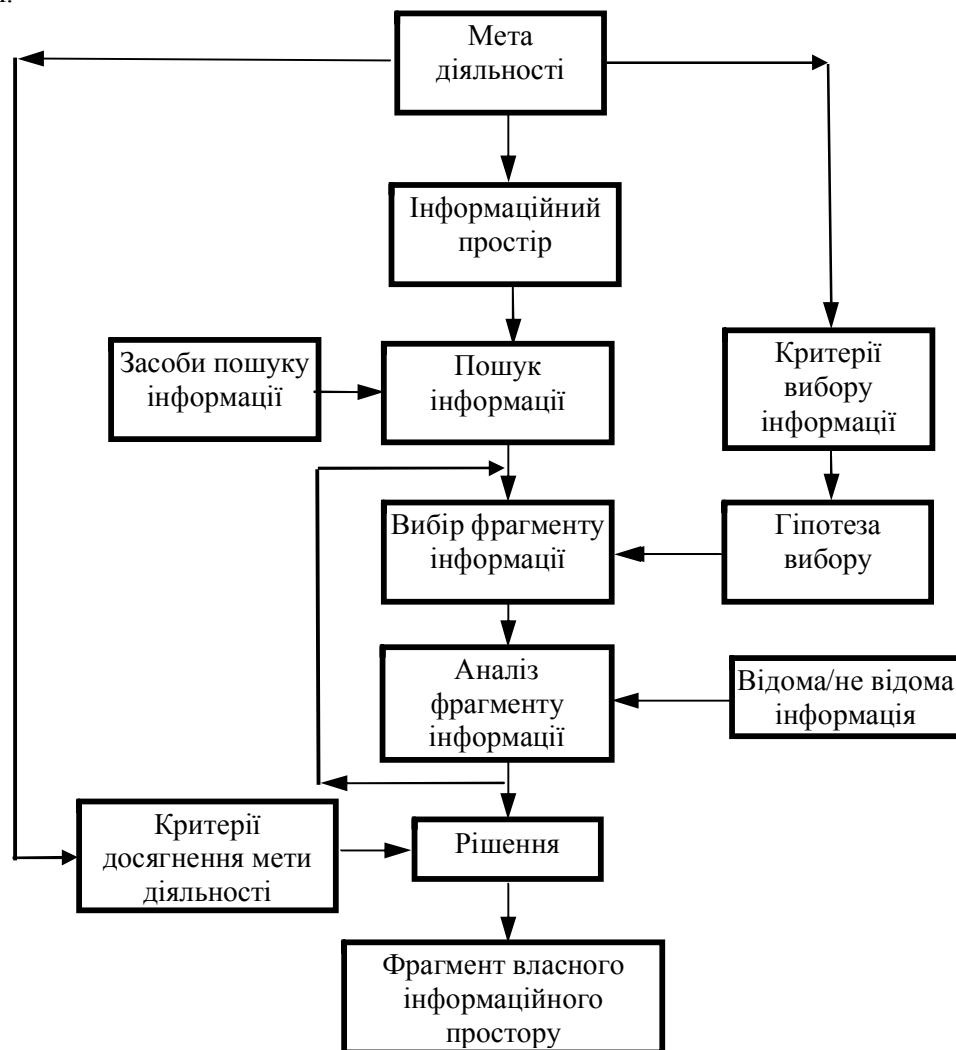 Мета
діяльності
Інформаційний
простір
Засоби пошуку
інформації
Пошук
інформації
Критерії
вибору
інформації
Вибір фрагменту
інформації
Гіпотеза
вибору
Аналіз
фрагменту
інформації
Відома/не відома
інформація
Критерії
досягнення мети
діяльності
Рішення
Фрагмент власного
інформаційного
простору